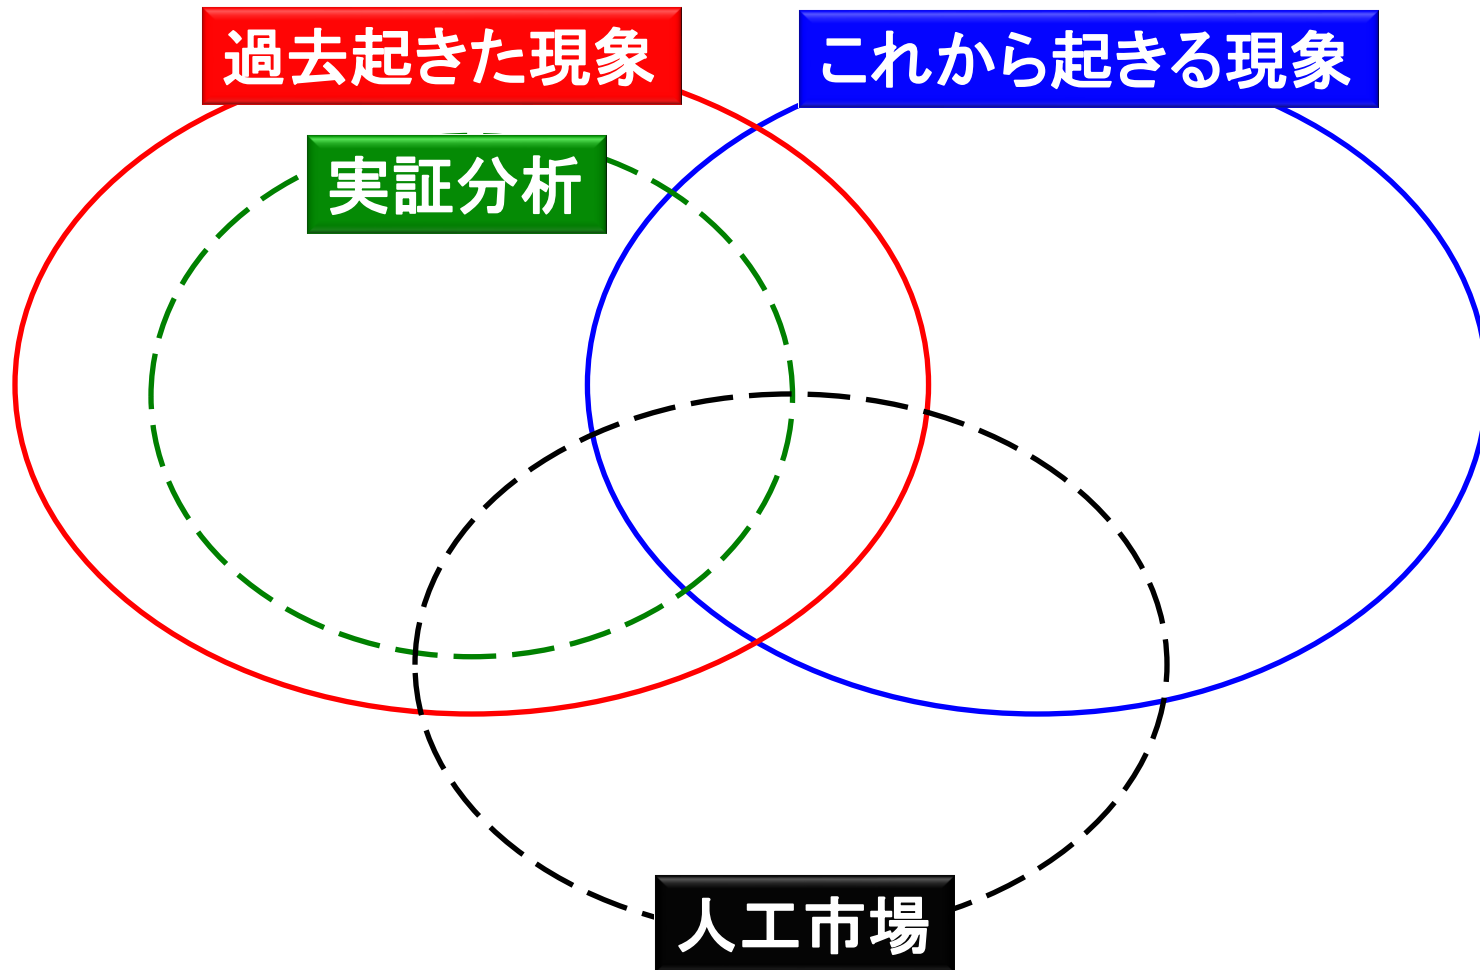 過去起きた現象
これから起きる現象
実証分析
人工市場